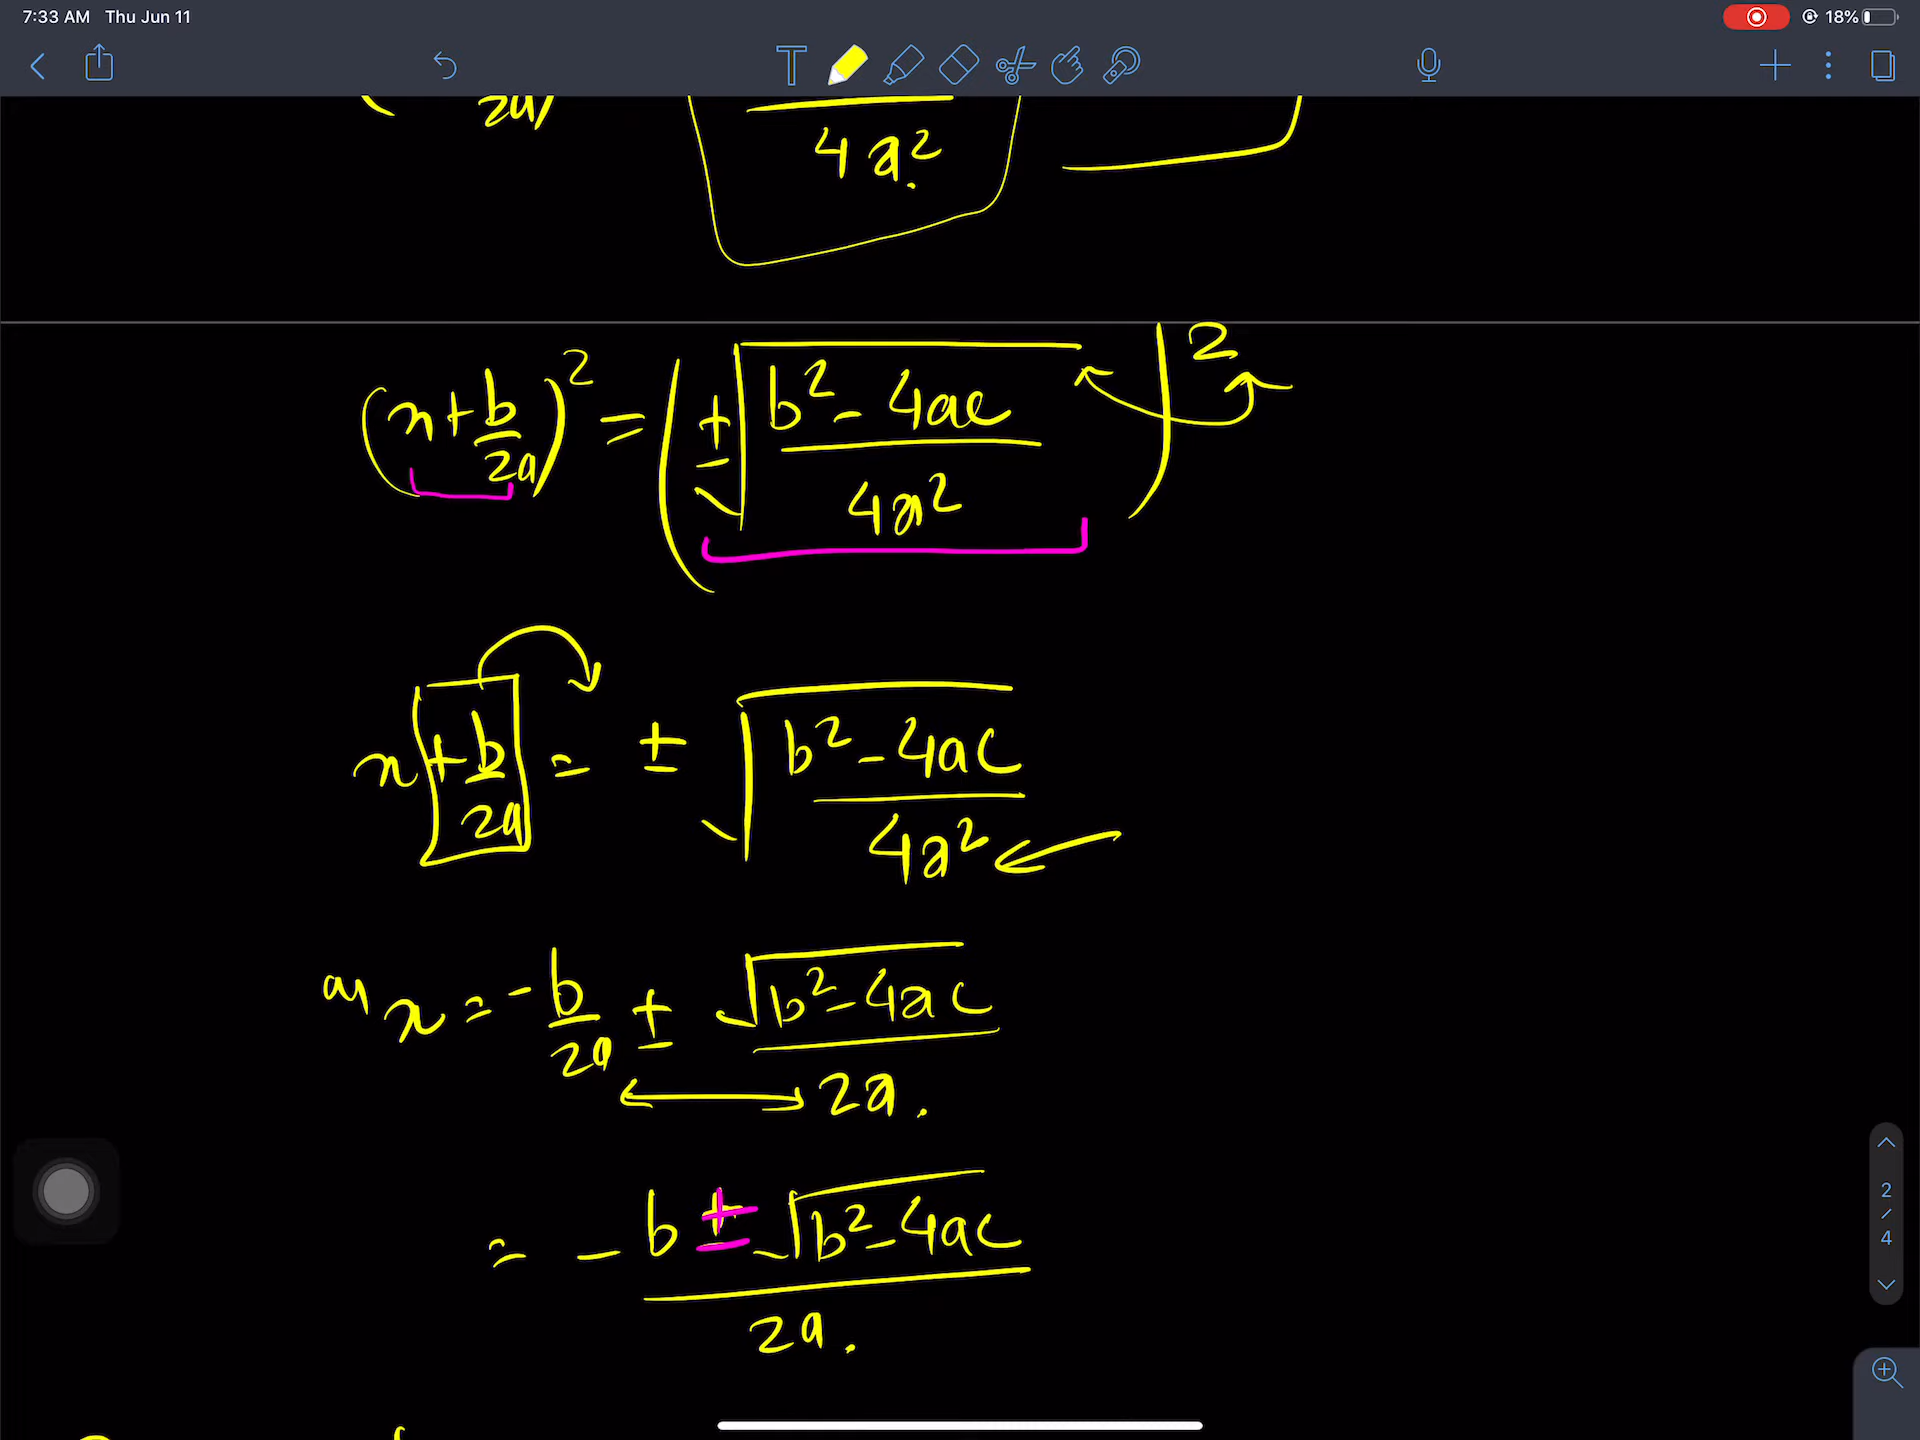 7:33 AM Thu Jun 11 18%
T
2a)
4a²
(x + b/2a)² = (± √(b² - 4ac / 4a²))²
x + b/2a = ± √(b² - 4ac / 4a²)
x = - b/2a ± √(b² - 4ac) / 2a.
= - b ± √(b² - 4ac) / 2a.
2 / 4